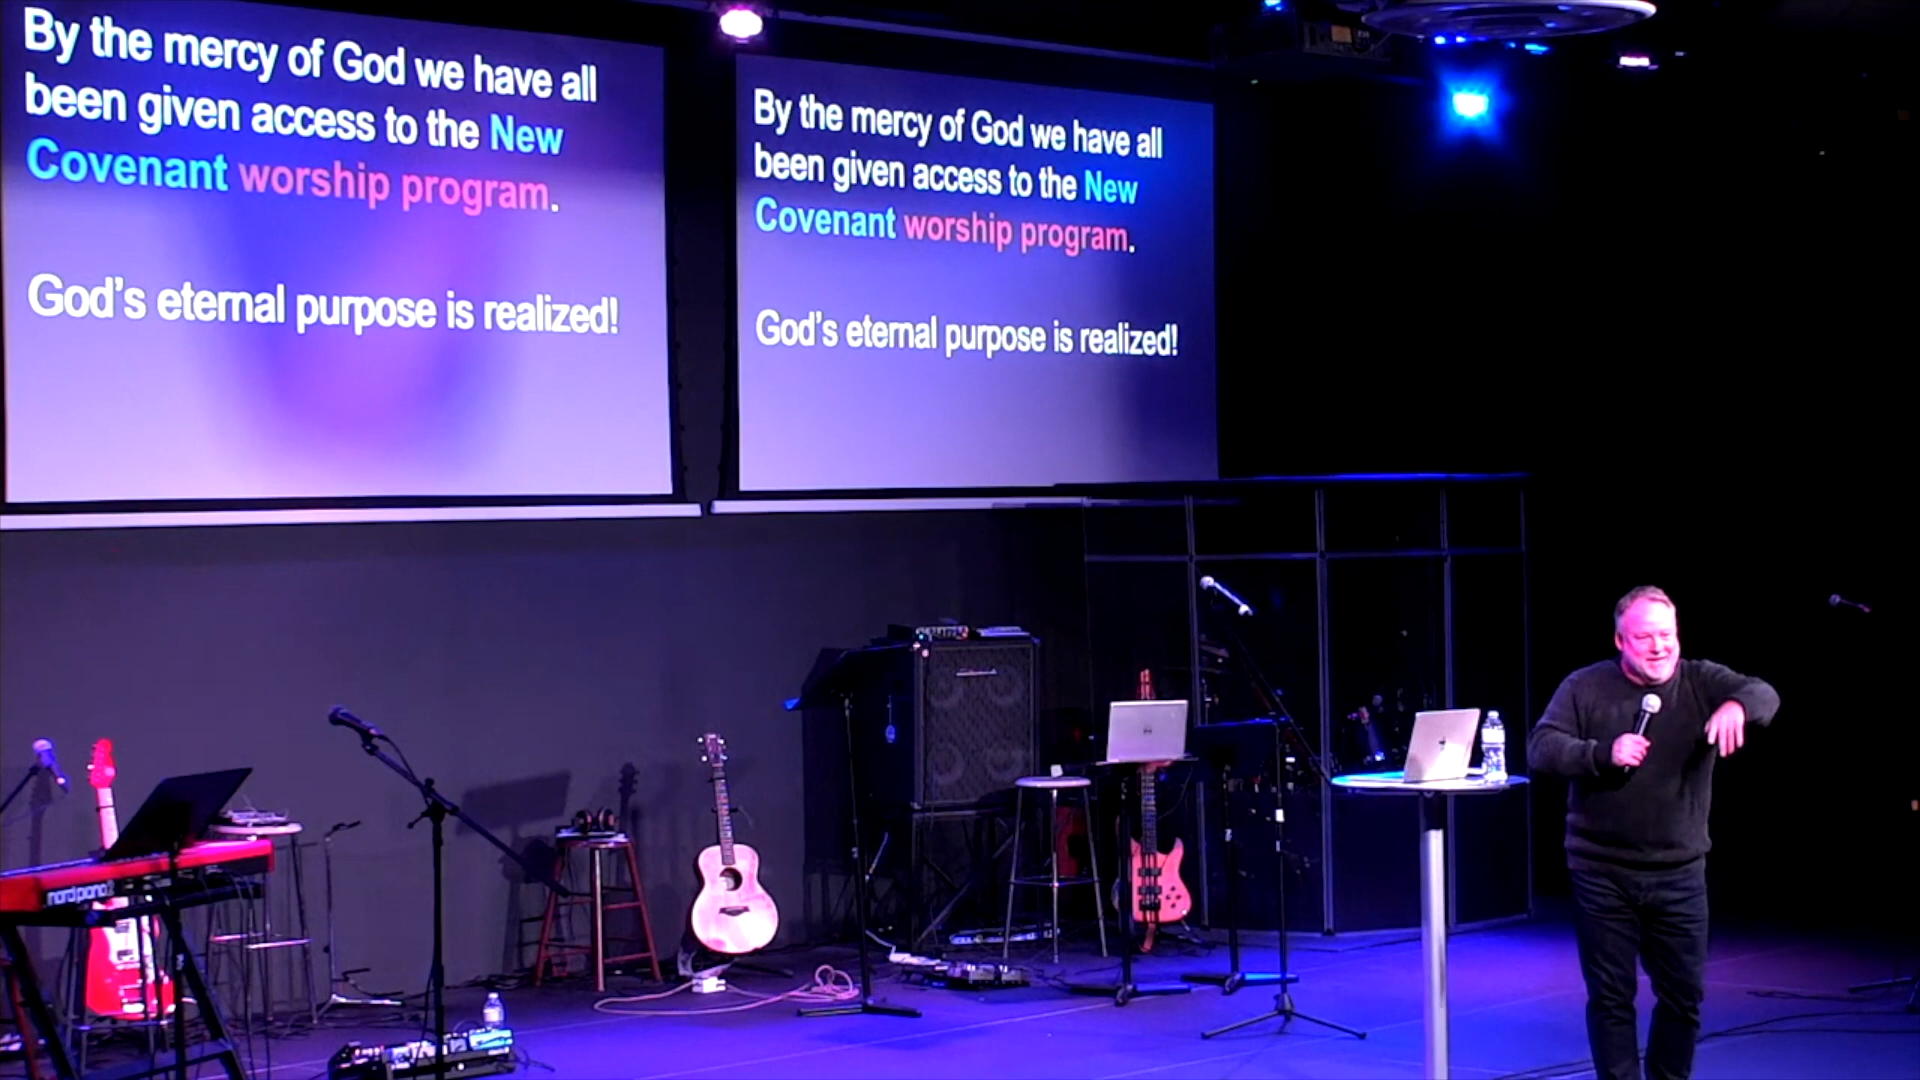 By the mercy of God we have all
been given access to the New
Covenant worship program.
God's eternal purpose is realized!
By the mercy of God we have all
been given access to the New
Covenant worship program.
God's eternal purpose is realized!
nord piano